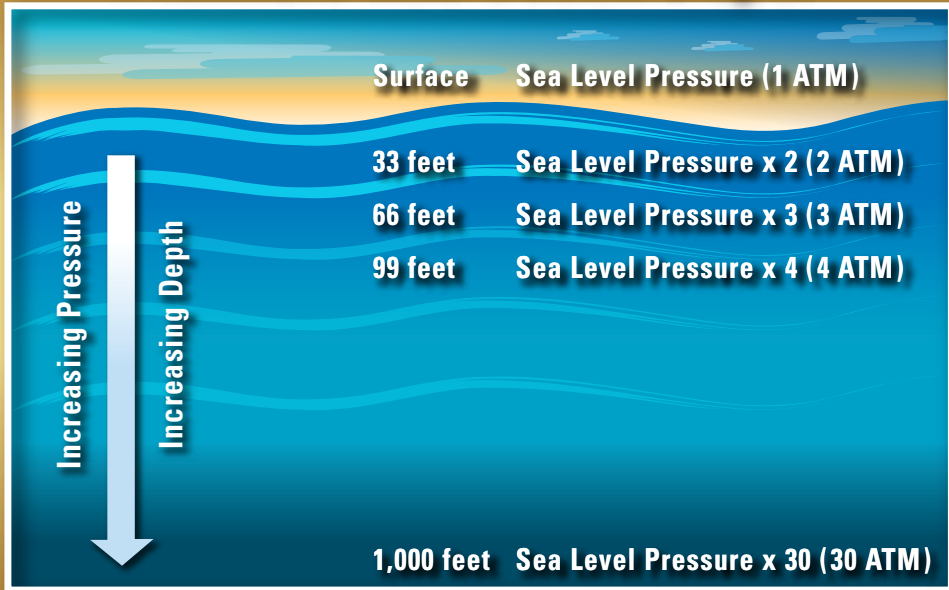 Surface Sea Level Pressure (1 ATM)
33 feet Sea Level Pressure x 2 (2 ATM)
66 feet Sea Level Pressure x 3 (3 ATM)
99 feet Sea Level Pressure x 4 (4 ATM)
Increasing Pressure
Increasing Depth
1,000 feet Sea Level Pressure x 30 (30 ATM)